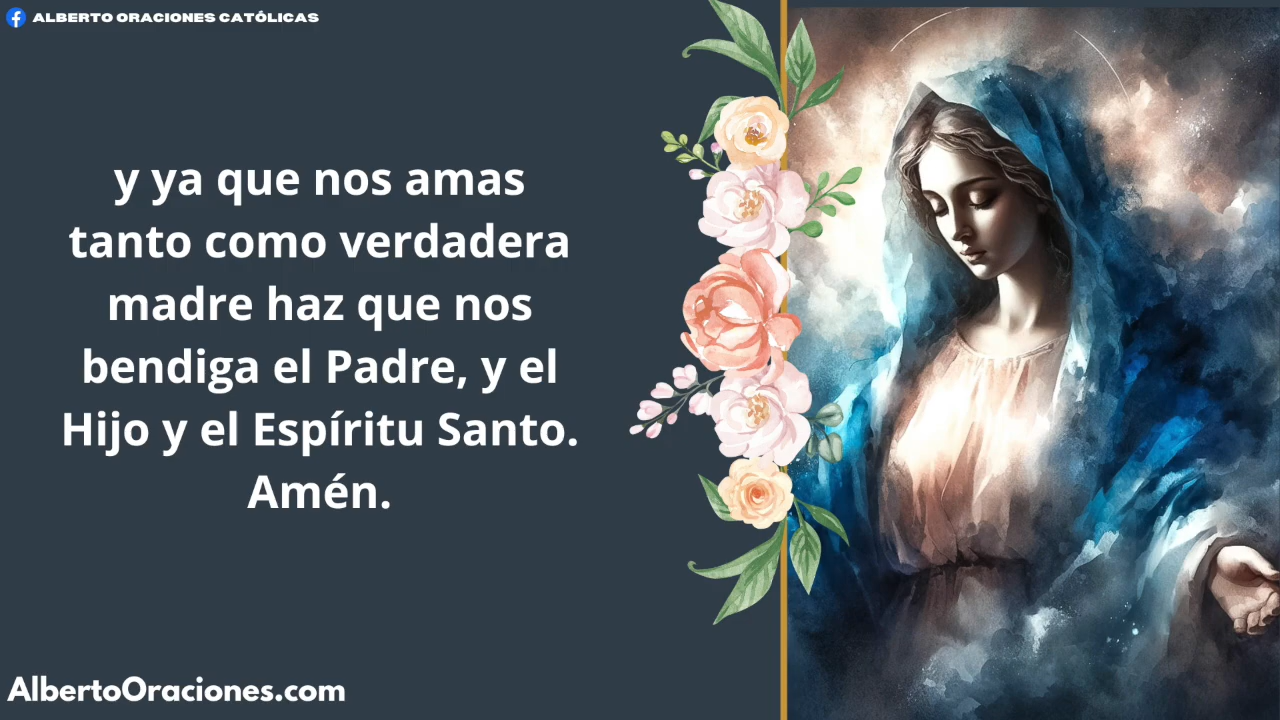 ALBERTO ORACIONES CATÓLICAS
y ya que nos amas
tanto como verdadera
madre haz que nos
bendiga el Padre, y el
Hijo y el Espíritu Santo.
Amén.
AlbertoOraciones.com